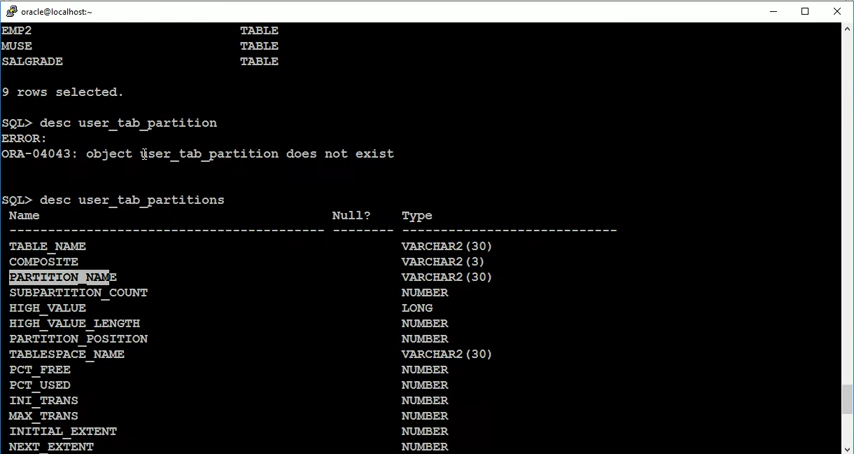 oracle@localhost:~
EMP2 TABLE
MUSE TABLE
SALGRADE TABLE
9 rows selected.
SQL> desc user_tab_partition
ERROR:
ORA-04043: object user_tab_partition does not exist
SQL> desc user_tab_partitions
Name Null? Type
----------------------------------------- -------- ----------------------------
TABLE_NAME VARCHAR2(30)
COMPOSITE VARCHAR2(3)
PARTITION_NAME VARCHAR2(30)
SUBPARTITION_COUNT NUMBER
HIGH_VALUE LONG
HIGH_VALUE_LENGTH NUMBER
PARTITION_POSITION NUMBER
TABLESPACE_NAME VARCHAR2(30)
PCT_FREE NUMBER
PCT_USED NUMBER
INI_TRANS NUMBER
MAX_TRANS NUMBER
INITIAL_EXTENT NUMBER
NEXT_EXTENT NUMBER